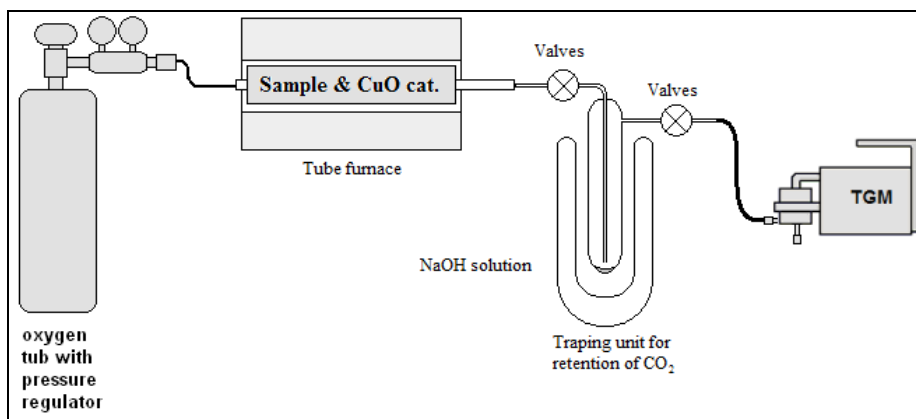 Valves
Sample & CuO cat.
Valves
Tube furnace
TGM
NaOH solution
oxygen
tub with
pressure
regulator
Traping unit for
retention of CO₂